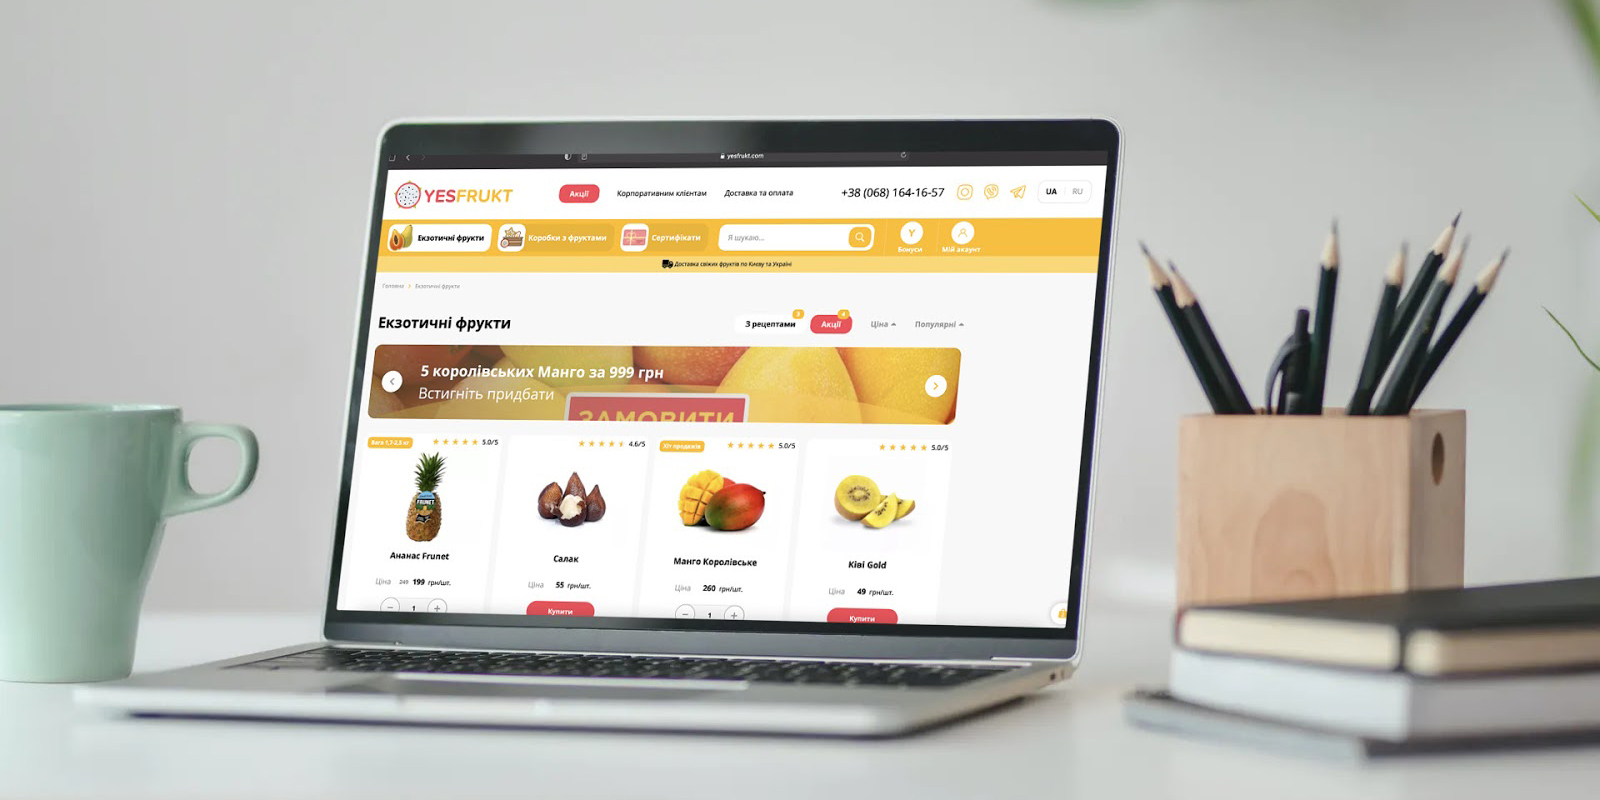 yesfrukt.com
YESFRUKT
Акції
Корпоративним клієнтам
Доставка та оплата
+38 (068) 164-16-57
UA
RU
Екзотичні фрукти
Коробки з фруктами
Сертифікати
Я шукаю...
Бонуси
Мій акаунт
Доставка свіжих фруктів по Києву та Україні
Головна > Екзотичні фрукти
Екзотичні фрукти
З рецептами
Акції
4
Ціна
Популярні
5 королівських Манго за 999 грн
Встигніть придбати
ЗАМОВИТИ
Вага 1,7-2,3 кг
5.0/5
4.6/5
Хіт продажів
5.0/5
5.0/5
FRUNET
Ананас Frunet
Салак
Манго Королівське
Kiвi Gold
Ціна 249 199 грн/шт.
Ціна 55 грн/шт.
Ціна 260 грн/шт.
Ціна 49 грн/шт.
− 1 +
Купити
− 1 +
Купити